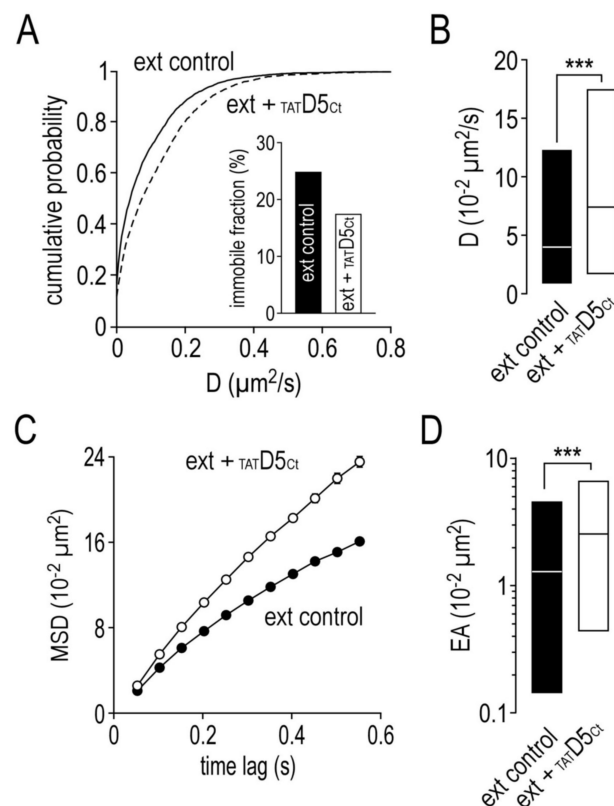 A
ext control
ext + TATD5Ct
cumulative probability
1
0.8
0.6
0.4
0.2
0
0
0.2
0.4
0.6
0.8
D (μm²/s)
immobile fraction (%)
30
20
10
0
ext control
ext + TATD5Ct
B
***
D (10⁻² μm²/s)
20
15
10
5
0
ext control
ext + TATD5Ct
C
ext + TATD5Ct
ext control
MSD (10⁻² μm²)
24
16
8
0
0
0.2
0.4
0.6
time lag (s)
D
***
EA (10⁻² μm²)
10
1
0.1
ext control
ext + TATD5Ct